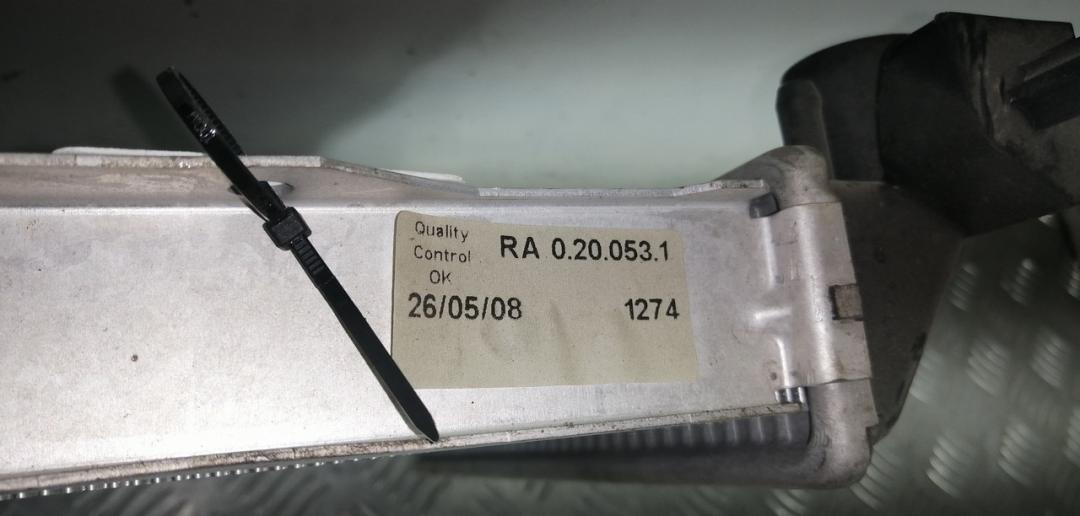 Quality
Control
OK
RA 0.20.053.1
26/05/08 1274